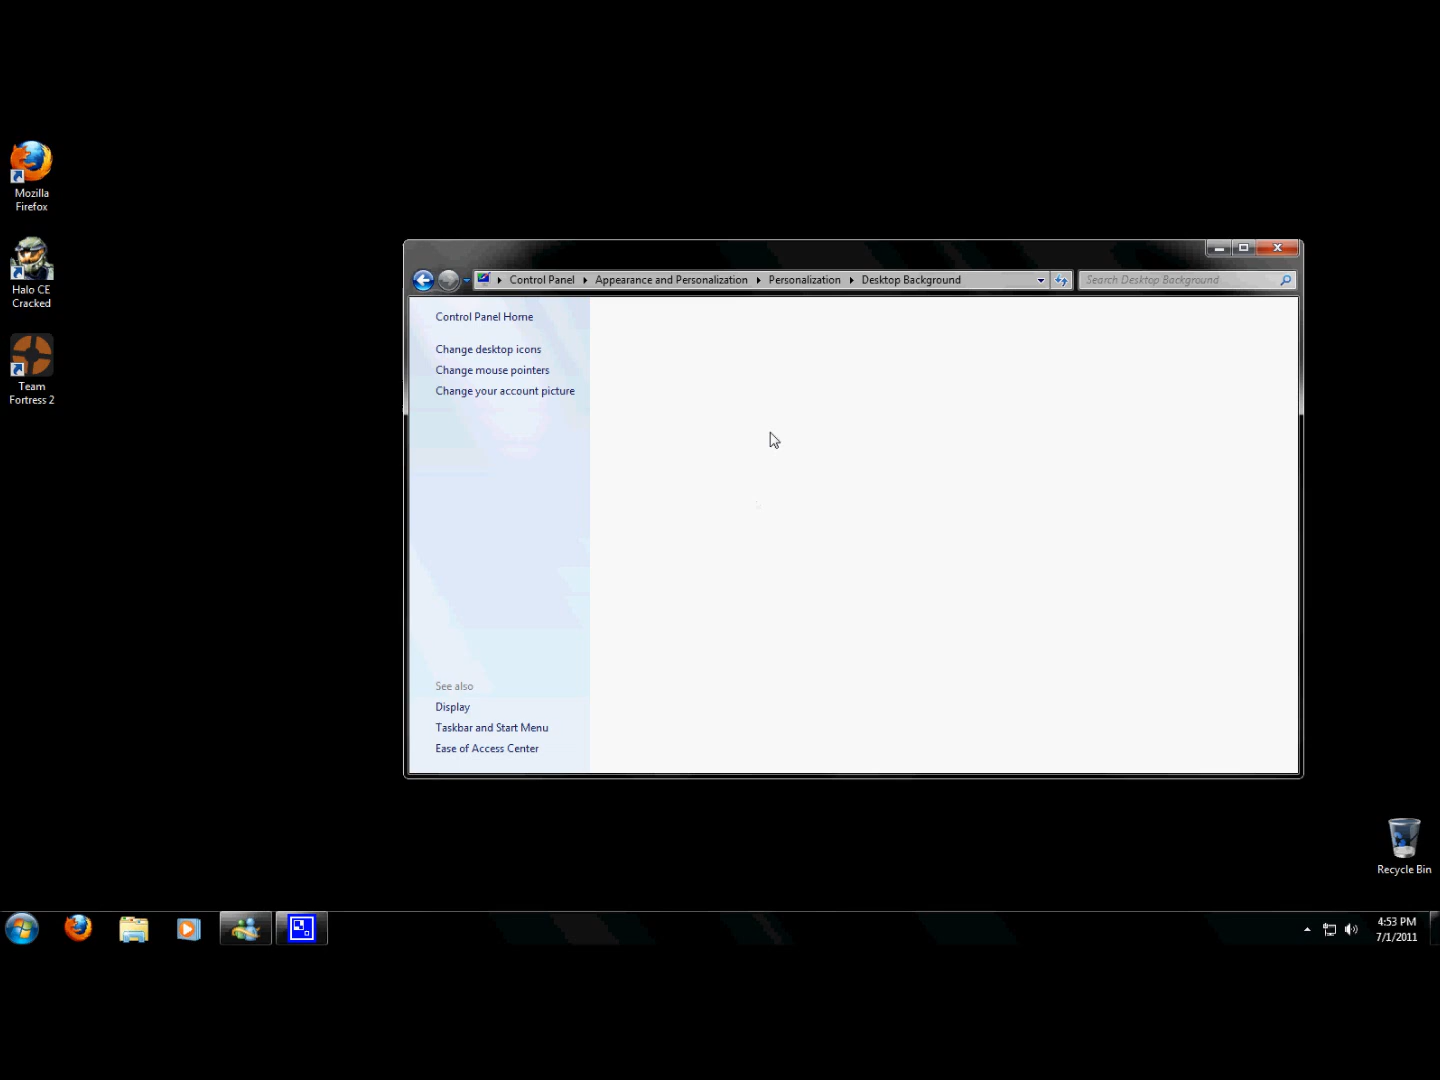 Mozilla
Firefox
Halo CE
Cracked
Team
Fortress 2
Control Panel
Appearance and Personalization
Personalization
Desktop Background
Search Desktop Background
Control Panel Home
Change desktop icons
Change mouse pointers
Change your account picture
See also
Display
Taskbar and Start Menu
Ease of Access Center
Recycle Bin
4:53 PM
7/1/2011